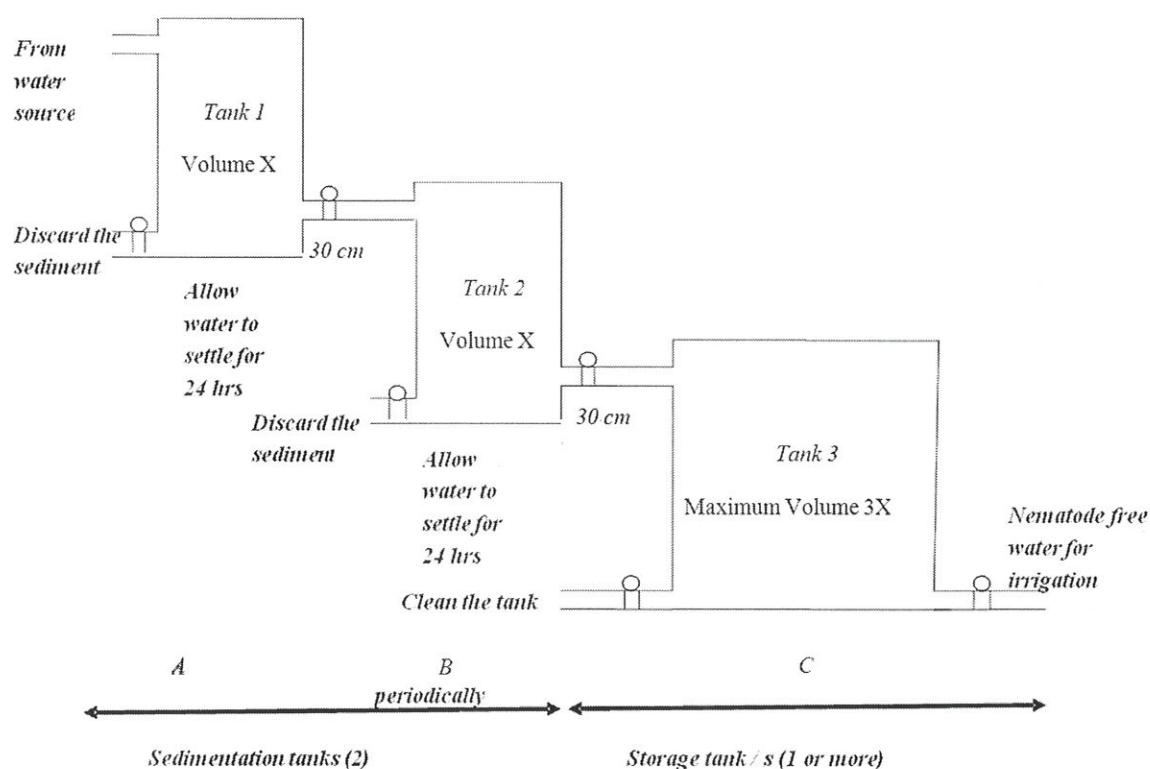 From
water
source
Tank 1
Volume X
Discard the
sediment
30 cm
Allow
water to
settle for
24 hrs
Tank 2
Volume X
Discard the
sediment
30 cm
Allow
water to
settle for
24 hrs
Tank 3
Maximum Volume 3X
Nematode free
water for
irrigation
Clean the tank
A
B
C
periodically
Sedimentation tanks (2)
Storage tank / s (1 or more)